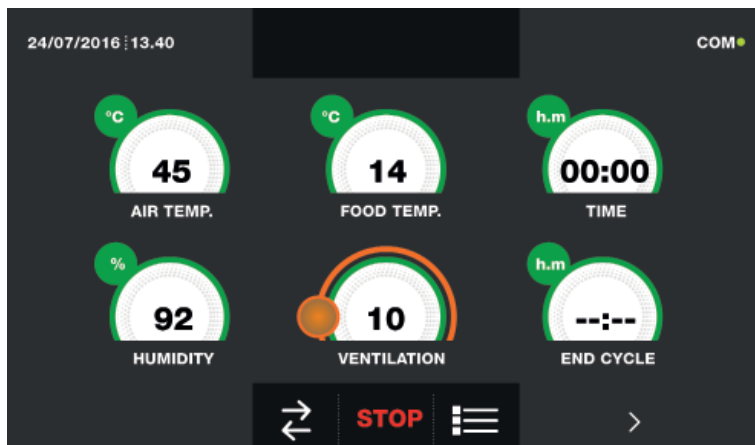 24/07/2016 13.40
COM
°C
°C
h.m
45
14
00:00
AIR TEMP.
FOOD TEMP.
TIME
%
h.m
92
10
--:--
HUMIDITY
VENTILATION
END CYCLE
STOP